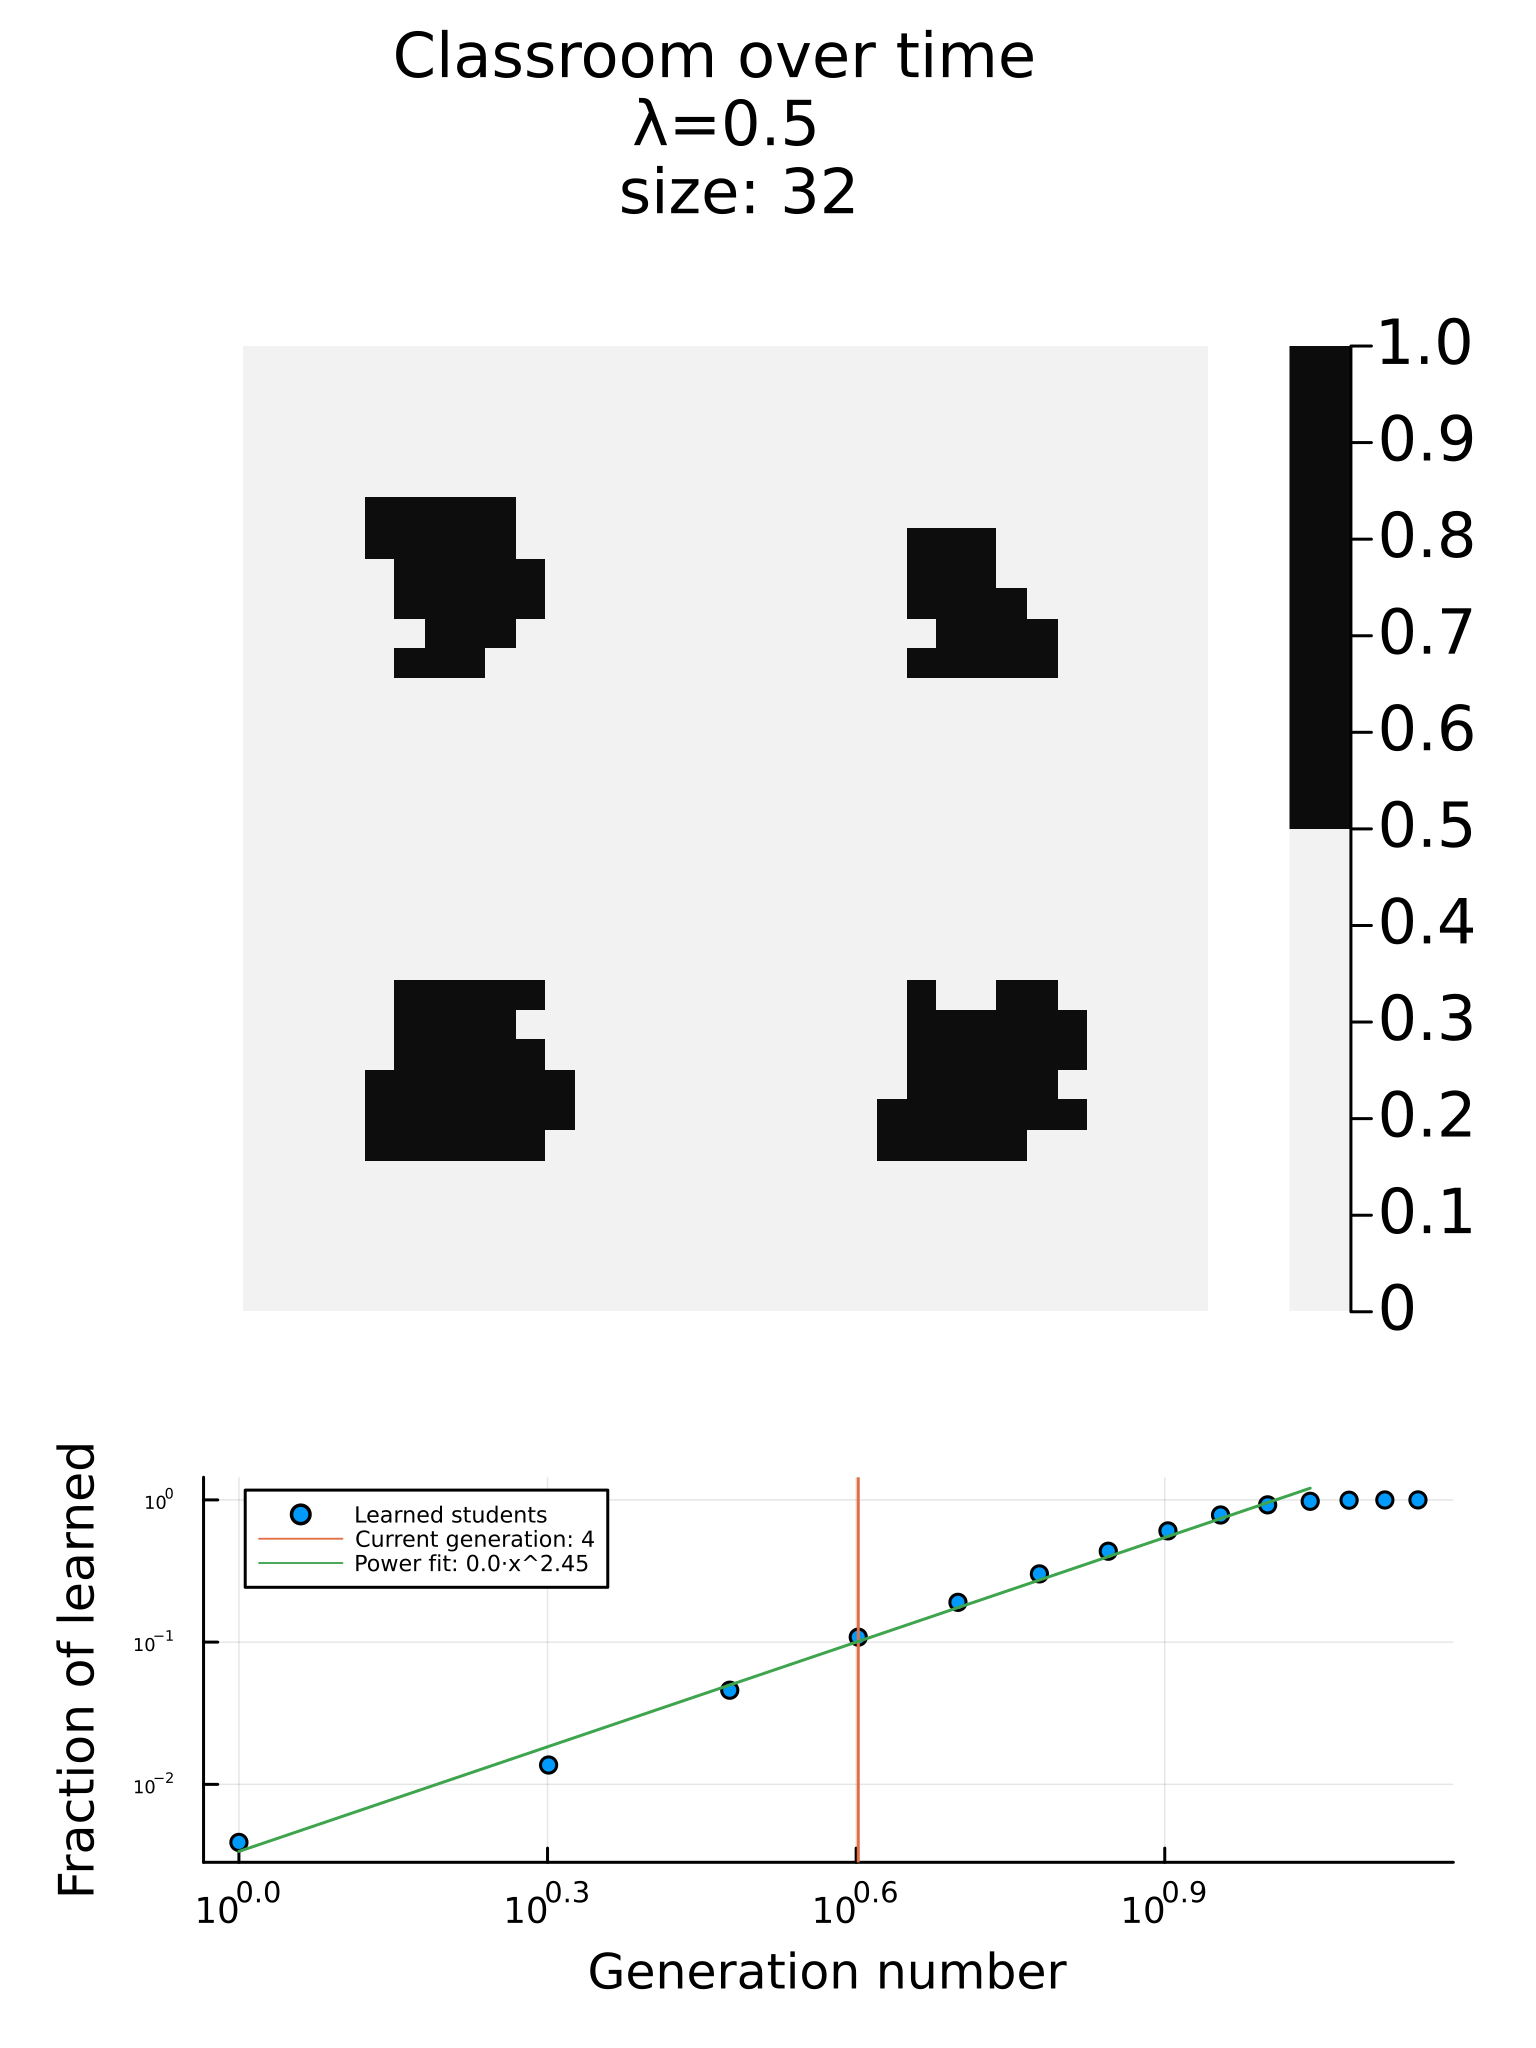 Classroom over time
λ=0.5
size: 32
1.0
0.9
0.8
0.7
0.6
0.5
0.4
0.3
0.2
0.1
0
Fraction of learned
10⁰
10⁻¹
10⁻²
Learned students
Current generation: 4
Power fit: 0.0·x^2.45
10^0.0 10^0.3 10^0.6 10^0.9
Generation number